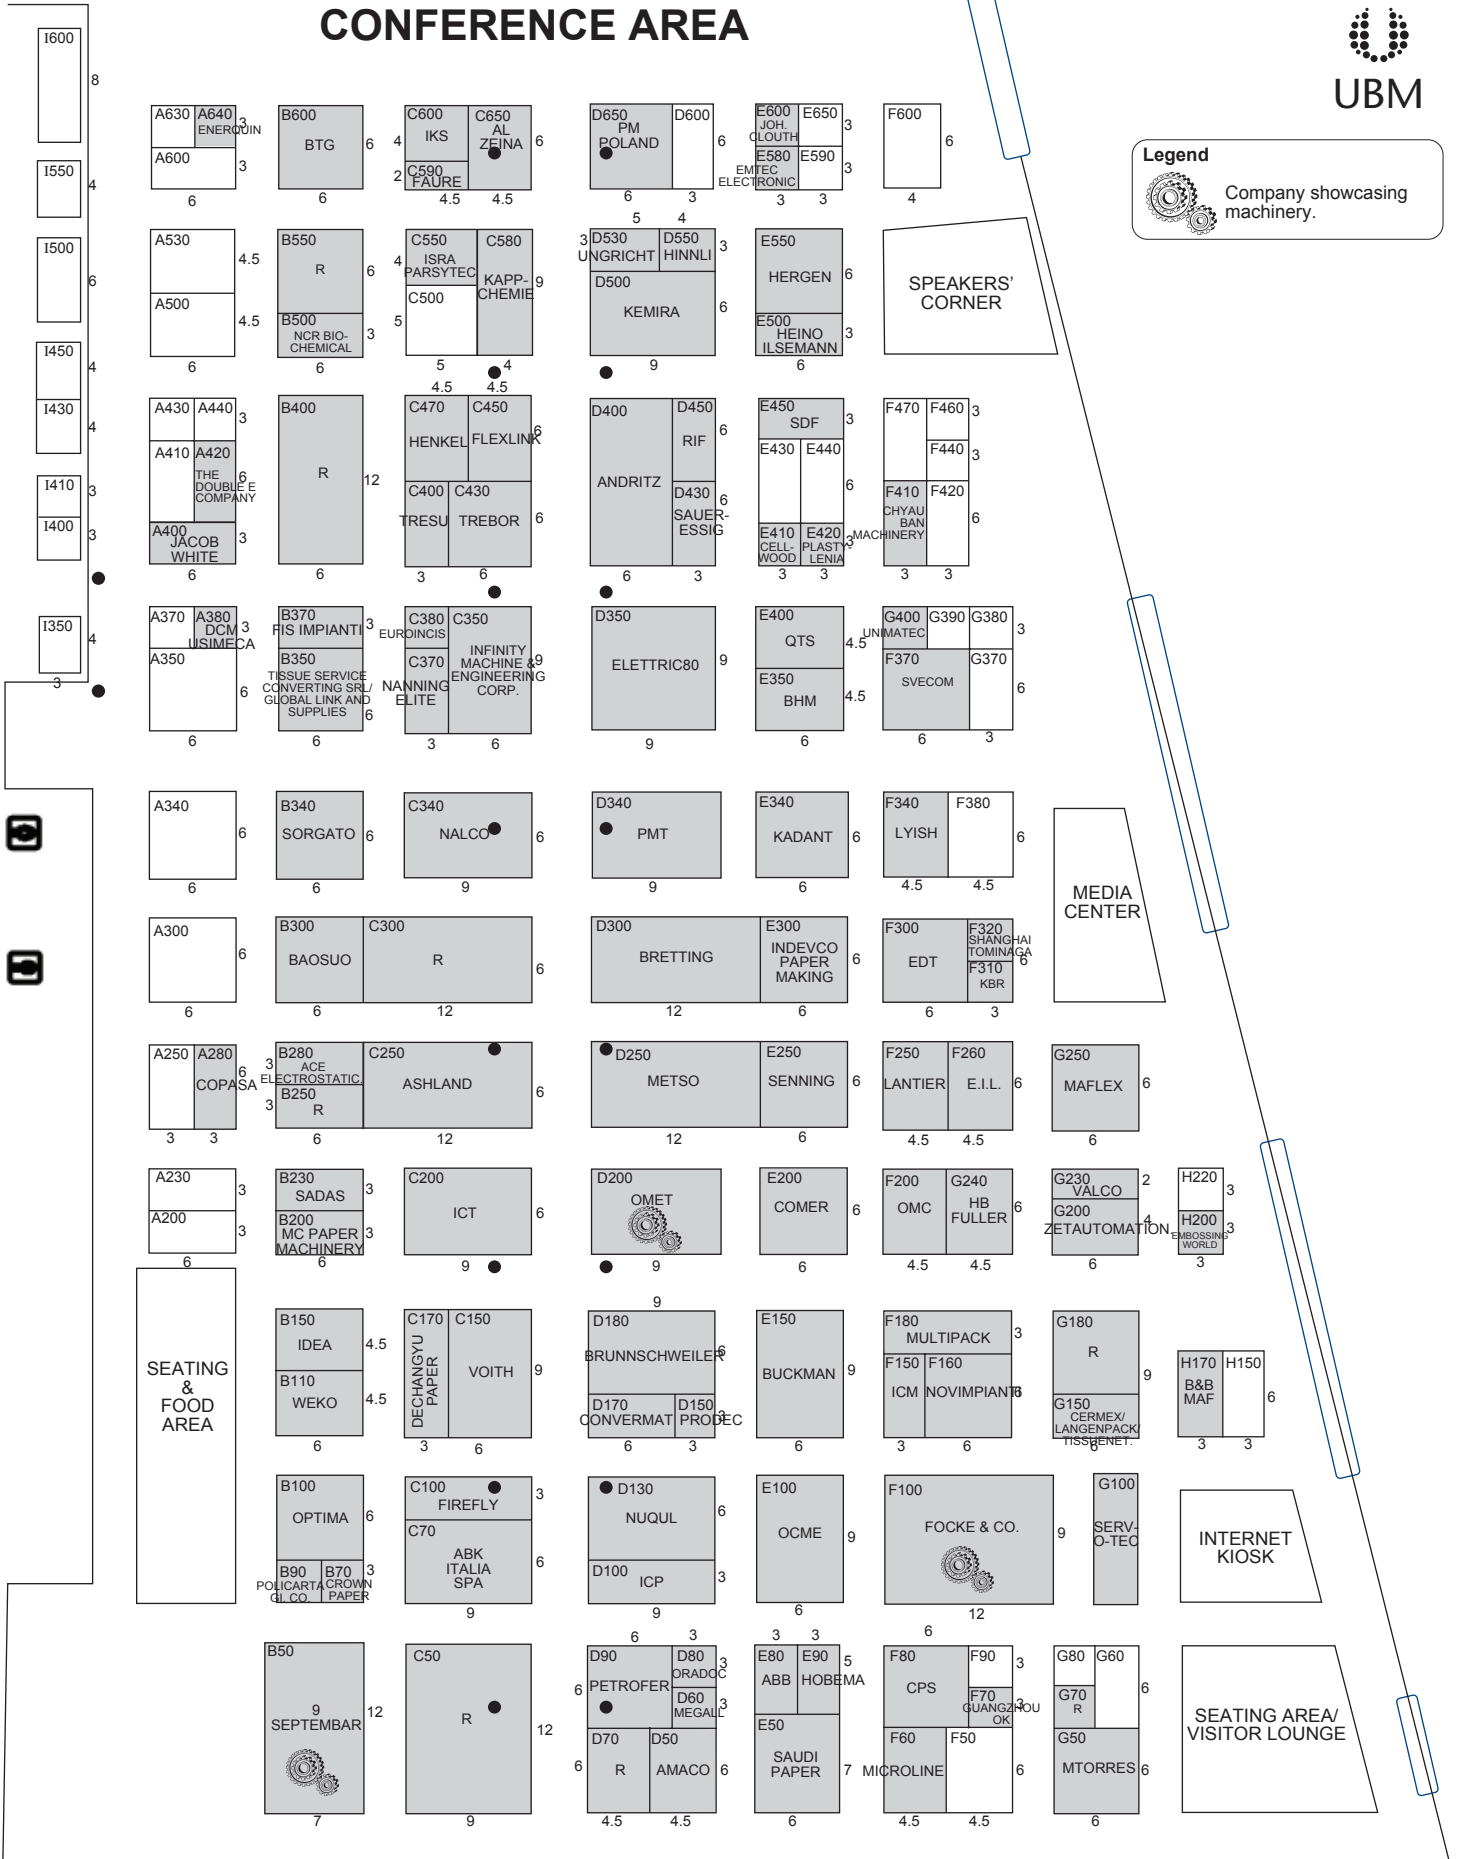 CONFERENCE AREA
UBM
Legend
Company showcasing
machinery.
I600
8
I550
4
I500
6
I450
4
I430
4
I410
3
I400
3
I350
4
3
A630
A640
ENERQUIN
3
A600
3
6
B600
BTG
6
6
C600
IKS
4
C590
FAURE
2
4.5
C650
AL
ZEINA
6
4.5
D650
PM
POLAND
6
D600
6
3
E600
JOH.
CLOUTH
E650
3
E580
EMTEC
ELECTRONIC
E590
3
3
3
F600
6
4
A530
4.5
A500
4.5
6
B550
R
6
B500
NCR BIO-
CHEMICAL
3
6
C550
ISRA
PARSYTEC
4
C500
5
5
C580
KAPP-
CHEMIE
9
4
5
4
3
D530
UNGRICHT
D550
HINNLI
3
D500
KEMIRA
6
9
E550
HERGEN
6
E500
HEINO
ILSEMANN
3
6
SPEAKERS'
CORNER
A430
A440
3
A410
A420
THE
DOUBLE E
COMPANY
6
A400
JACOB
WHITE
3
6
B400
R
12
6
4.5
4.5
C470
HENKEL
C450
FLEXLINK
6
C400
TRESU
C430
TREBOR
6
3
6
D400
ANDRITZ
D450
RIF
6
D430
SAUER-
ESSIG
6
6
3
E450
SDF
3
E430
E440
6
E410
CELL-
WOOD
E420
PLASTY-
LENIA
3
3
3
F470
F460
3
F440
3
F410
CHYAU
BAN
MACHINERY
F420
6
3
3
A370
A380
DCM
USIMECA
3
A350
6
6
B370
FIS IMPIANTI
3
B350
TISSUE SERVICE
CONVERTING SRL/
GLOBAL LINK AND
SUPPLIES
6
6
C380
EUROINCIS
C370
NANNING
ELITE
C350
INFINITY
MACHINE &
ENGINEERING
CORP.
9
3
6
D350
ELETTRIC80
9
9
E400
QTS
4.5
E350
BHM
4.5
6
G400
UNIMATEC
G390
G380
3
F370
SVECOM
G370
6
6
3
A340
6
6
B340
SORGATO
6
6
C340
NALCO
6
9
D340
PMT
9
E340
KADANT
6
6
F340
LYISH
F380
6
4.5
4.5
MEDIA
CENTER
A300
6
6
B300
BAOSUO
C300
R
6
6
12
D300
BRETTING
E300
INDEVCO
PAPER
MAKING
6
12
6
F300
EDT
F320
SHANGHAI
TOMINAGA
6
F310
KBR
6
3
A250
A280
COPASA
6
3
3
B280
ACE
ELECTROSTATIC.
3
B250
R
3
6
C250
ASHLAND
6
12
D250
METSO
E250
SENNING
6
12
6
F250
LANTIER
F260
E.I.L.
6
4.5
4.5
G250
MAFLEX
6
6
A230
3
A200
3
6
B230
SADAS
3
B200
MC PAPER
MACHINERY
3
6
C200
ICT
6
9
D200
OMET
9
E200
COMER
6
6
F200
OMC
G240
HB
FULLER
6
4.5
4.5
G230
VALCO
2
G200
ZETAUTOMATION
4
6
H220
3
H200
EMBOSSING
WORLD
3
3
SEATING
&
FOOD
AREA
B150
IDEA
4.5
B110
WEKO
4.5
6
C170
DECHANGYU
PAPER
C150
VOITH
9
3
6
9
D180
BRUNNSCHWEILER
6
D170
CONVERMAT
D150
PRODEC
3
6
3
E150
BUCKMAN
9
6
F180
MULTIPACK
3
F150
ICM
F160
NOVIMPIANTI
6
3
6
G180
R
9
G150
CERMEX/
LANGENPACK/
TISSUENET.
6
H170
B&B
MAF
H150
6
3
3
B100
OPTIMA
6
B90
POLICARTA
GI. CO.
B70
CROWN
PAPER
3
C100
FIREFLY
3
C70
ABK
ITALIA
SPA
6
9
D130
NUQUL
6
D100
ICP
3
9
E100
OCME
9
6
F100
FOCKE & CO.
9
12
G100
SERV-
O-TEC
INTERNET
KIOSK
B50
9
SEPTEMBAR
12
7
C50
R
12
9
6
3
D90
PETROFER
6
D80
ORADOC
3
D60
MEGALL
3
D70
R
6
D50
AMACO
6
4.5
4.5
3
3
E80
ABB
E90
HOBEMA
5
E50
SAUDI
PAPER
7
6
6
F80
CPS
F90
3
F70
GUANGZHOU
OK
3
F60
MICROLINE
F50
6
4.5
4.5
G80
G60
6
G70
R
G50
MTORRES
6
6
SEATING AREA/
VISITOR LOUNGE